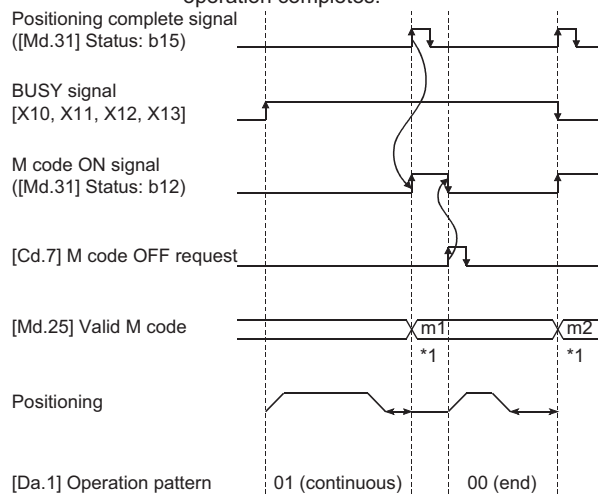 operation completes.
Positioning complete signal
([Md.31] Status: b15)
BUSY signal
[X10, X11, X12, X13]
M code ON signal
([Md.31] Status: b12)
[Cd.7] M code OFF request
[Md.25] Valid M code
m1
m2
*1
*1
Positioning
[Da.1] Operation pattern
01 (continuous)
00 (end)